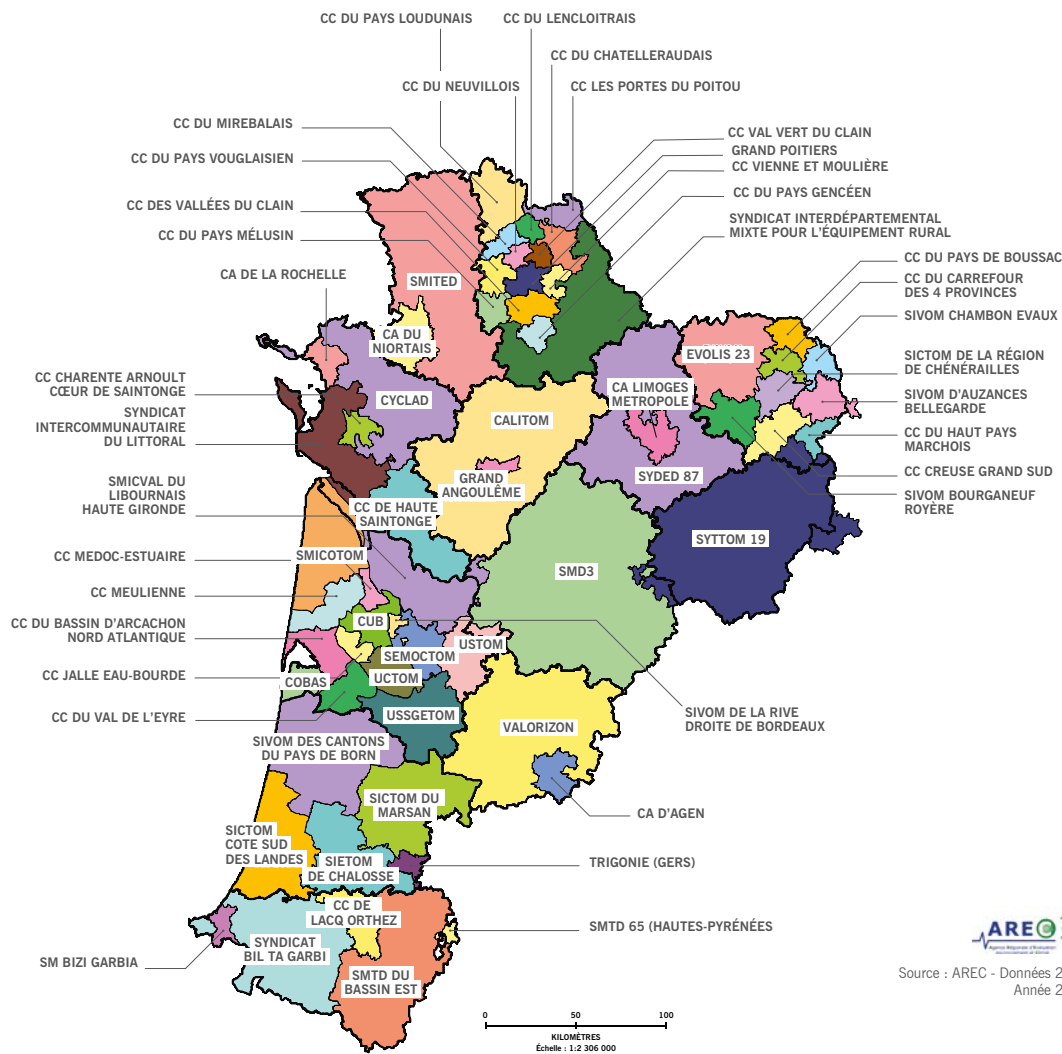 CC DU PAYS LOUDUNAIS
CC DU LENCLOITRAIS
CC DU CHATELLERAUDAIS
CC DU NEUVILLOIS
CC LES PORTES DU POITOU
CC DU MIREBALAIS
CC VAL VERT DU CLAIN
GRAND POITIERS
CC DU PAYS VOUGLAISIEN
CC VIENNE ET MOULIÈRE
CC DU PAYS GENCÉEN
CC DES VALLÉES DU CLAIN
SYNDICAT INTERDÉPARTEMENTAL
MIXTE POUR L'ÉQUIPEMENT RURAL
CC DU PAYS MÉLUSIN
CC DU PAYS DE BOUSSAC
CA DE LA ROCHELLE
SMITED
CC DU CARREFOUR
DES 4 PROVINCES
SIVOM CHAMBON EVAUX
CA DU
NIORTAIS
EVOLIS 23
SICTOM DE LA RÉGION
DE CHÉNÉRAILLES
CC CHARENTE ARNOULT
CŒUR DE SAINTONGE
CYCLAD
CA LIMOGES
METROPOLE
SIVOM D'AUZANCES
BELLEGARDE
SYNDICAT
INTERCOMMUNAUTAIRE
DU LITTORAL
CALITOM
CC DU HAUT PAYS
MARCHOIS
SMICVAL DU
LIBOURNAIS
HAUTE GIRONDE
GRAND
ANGOULÊME
SYDED 87
CC CREUSE GRAND SUD
SIVOM BOURGANEUF
ROYÈRE
CC DE HAUTE
SAINTONGE
SYTTOM 19
CC MEDOC-ESTUAIRE
SMICOTOM
SMD3
CC MEULIENNE
CC DU BASSIN D'ARCACHON
NORD ATLANTIQUE
CUB
SEMOCTOM
USTOM
CC JALLE EAU-BOURDE
COBAS
UCTOM
CC DU VAL DE L'EYRE
USSGETOM
SIVOM DE LA RIVE
DROITE DE BORDEAUX
VALORIZON
SIVOM DES CANTONS
DU PAYS DE BORN
SICTOM DU
MARSAN
CA D'AGEN
SICTOM
COTE SUD
DES LANDES
SIETOM
DE CHALOSSE
TRIGONIE (GERS)
CC DE
LACQ ORTHEZ
SMTD 65 (HAUTES-PYRÉNÉES
SYNDICAT
BIL TA GARBI
SM BIZI GARBIA
SMTD DU
BASSIN EST
AREC
Source : AREC - Données 2
Année 2
0 50 100
KILOMÈTRES
Échelle : 1:2 306 000